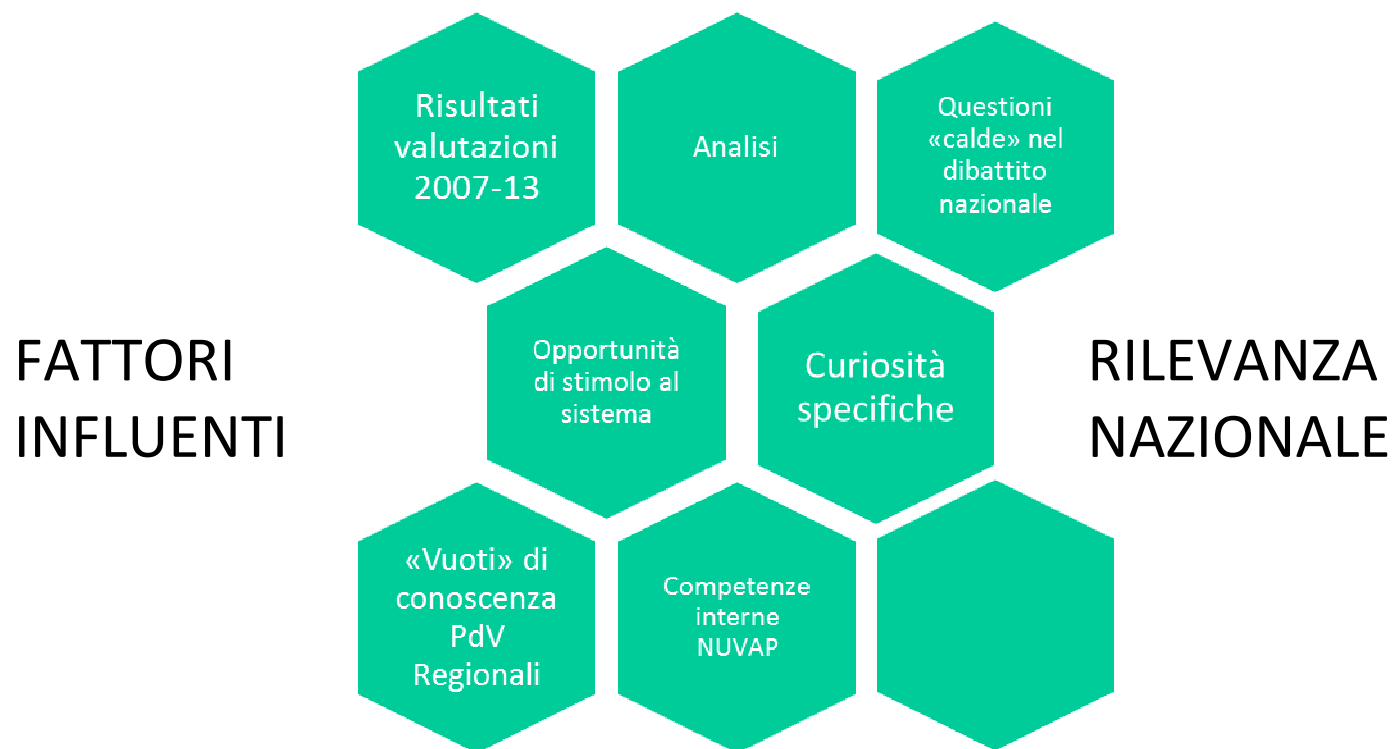 Risultati
valutazioni
2007-13
Analisi
Questioni
«calde» nel
dibattito
nazionale
FATTORI
INFLUENTI
Opportunità
di stimolo al
sistema
Curiosità
specifiche
RILEVANZA
NAZIONALE
«Vuoti» di
conoscenza
PdV
Regionali
Competenze
interne
NUVAP